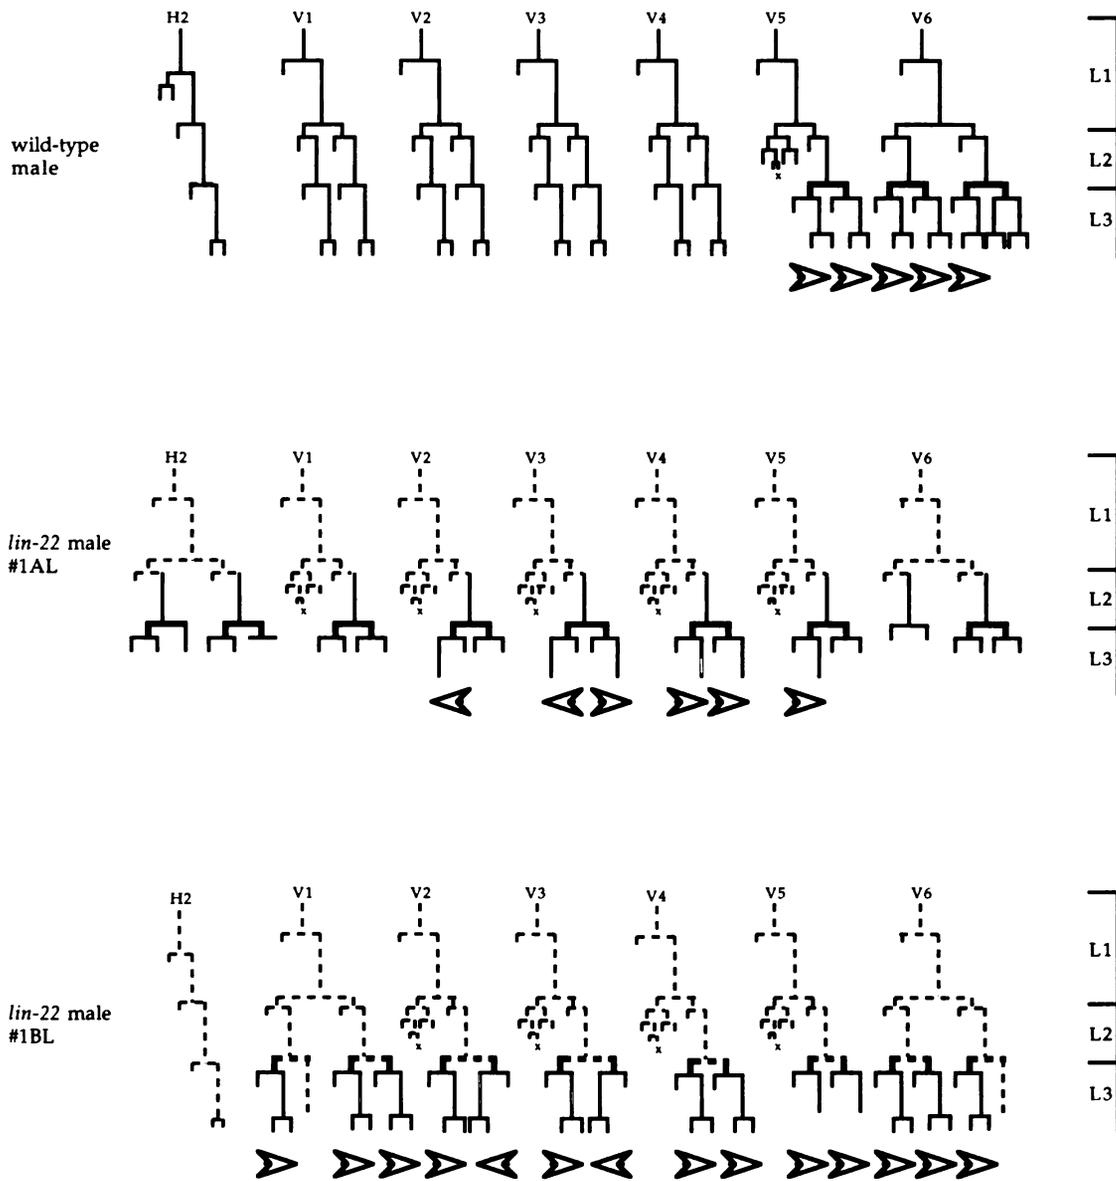 H2 V1 V2 V3 V4 V5 V6
L1
wild-type
male
L2
x
L3
H2 V1 V2 V3 V4 V5 V6
L1
lin-22 male
#1AL
L2
x x x x x
L3
H2 V1 V2 V3 V4 V5 V6
L1
lin-22 male
#1BL
L2
x x x x
L3